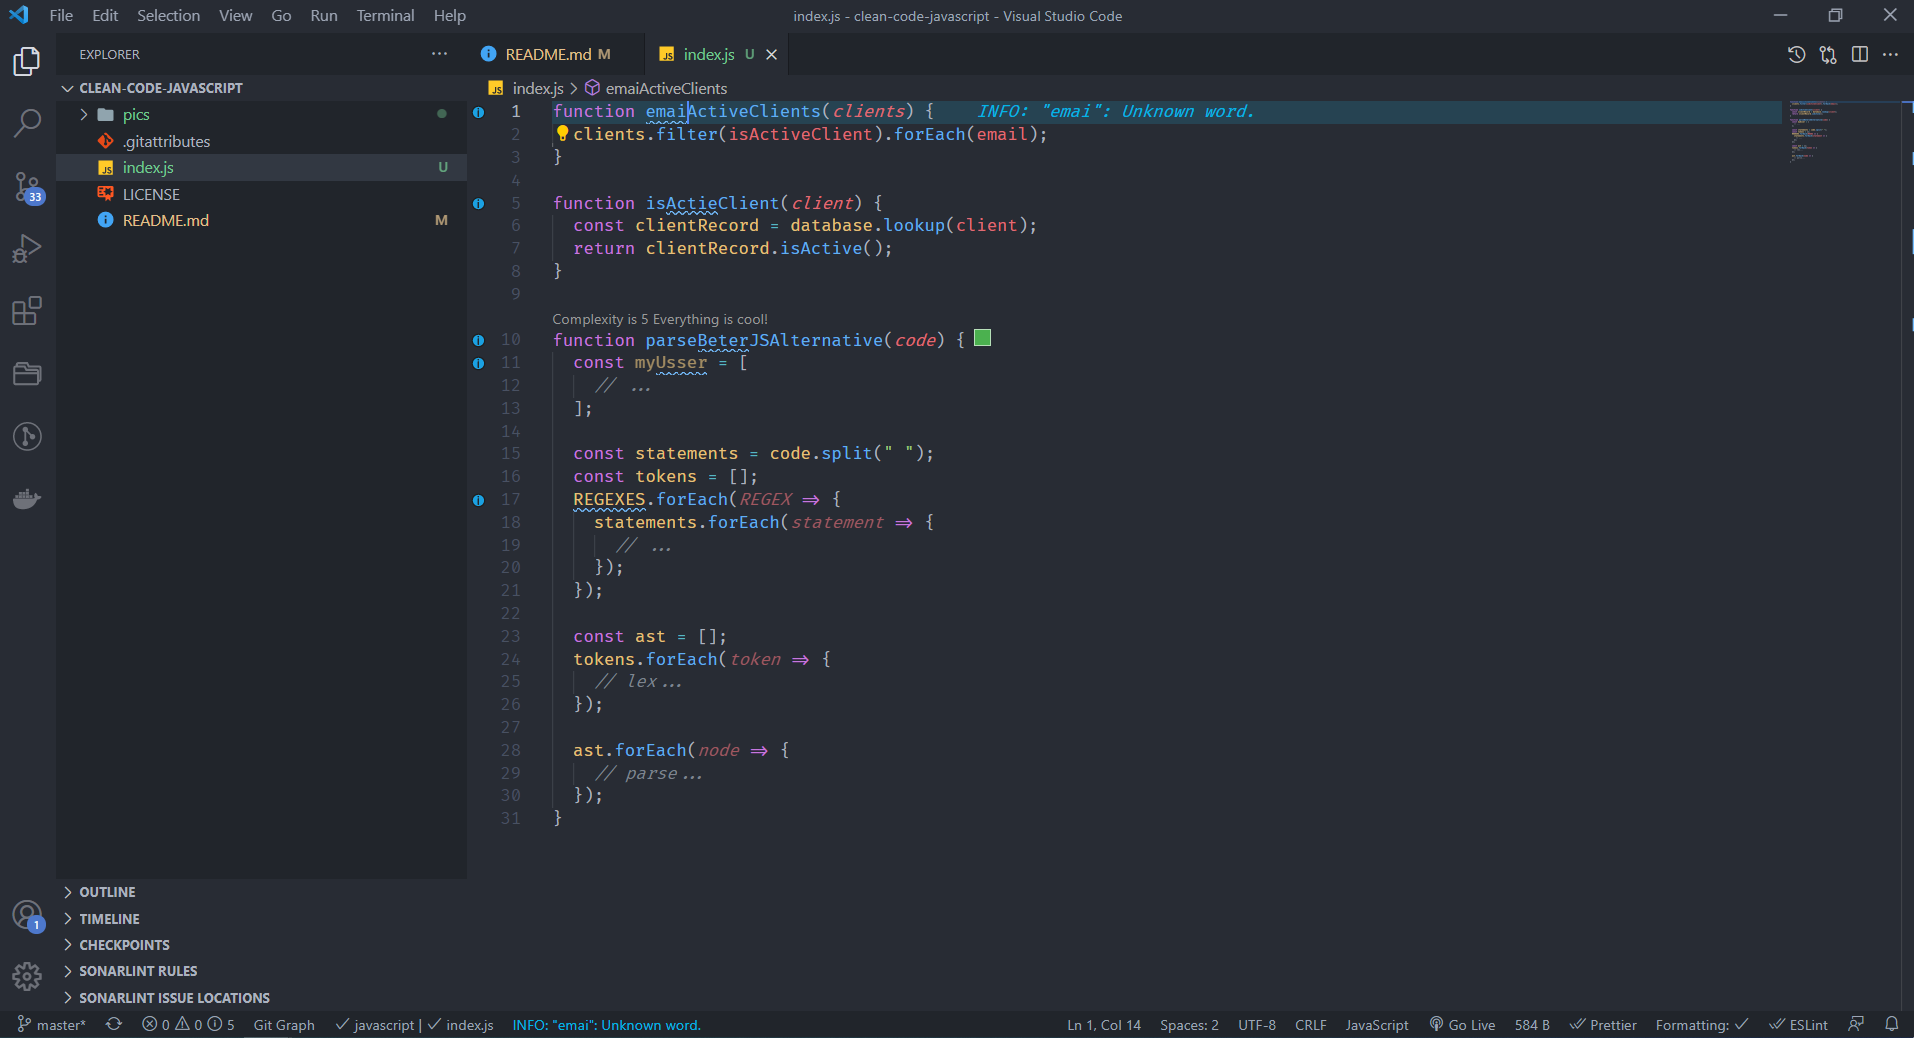 File Edit Selection View Go Run Terminal Help
index.js - clean-code-javascript - Visual Studio Code
EXPLORER
CLEAN-CODE-JAVASCRIPT
pics
.gitattributes
index.js U
LICENSE
README.md M
33
1
OUTLINE
TIMELINE
CHECKPOINTS
SONARLINT RULES
SONARLINT ISSUE LOCATIONS
README.md M
index.js U
index.js > emaiActiveClients
1 function emaiActiveClients(clients) { INFO: "emai": Unknown word.
2 clients.filter(isActiveClient).forEach(email);
3 }
4
5 function isActieClient(client) {
6 const clientRecord = database.lookup(client);
7 return clientRecord.isActive();
8 }
9
Complexity is 5 Everything is cool!
10 function parseBeterJSAlternative(code) {
11 const myUsser = [
12 // ...
13 ];
14
15 const statements = code.split(" ");
16 const tokens = [];
17 REGEXES.forEach(REGEX => {
18 statements.forEach(statement => {
19 // ...
20 });
21 });
22
23 const ast = [];
24 tokens.forEach(token => {
25 // lex...
26 });
27
28 ast.forEach(node => {
29 // parse...
30 });
31 }
master* 0 0 5 Git Graph javascript | index.js INFO: "emai": Unknown word.
Ln 1, Col 14 Spaces: 2 UTF-8 CRLF JavaScript Go Live 584 B Prettier Formatting: ESLint